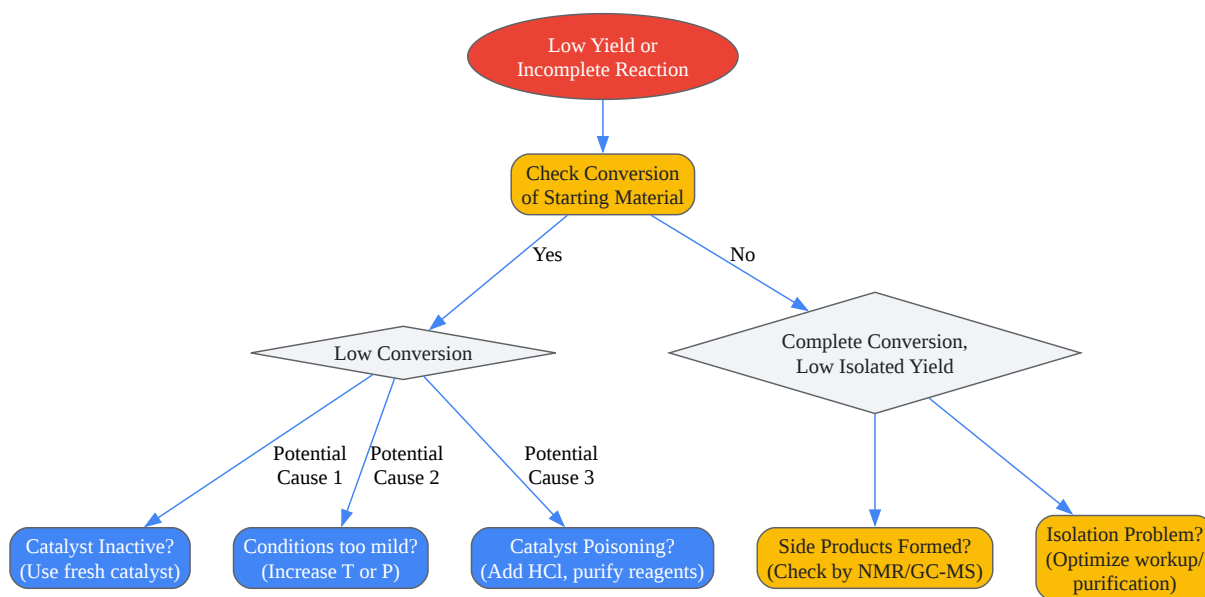 Low Yield or
Incomplete Reaction
Check Conversion
of Starting Material
Yes
No
Low Conversion
Complete Conversion,
Low Isolated Yield
Potential
Cause 1
Potential
Cause 2
Potential
Cause 3
Catalyst Inactive?
(Use fresh catalyst)
Conditions too mild?
(Increase T or P)
Catalyst Poisoning?
(Add HCl, purify reagents)
Side Products Formed?
(Check by NMR/GC-MS)
Isolation Problem?
(Optimize workup/
purification)